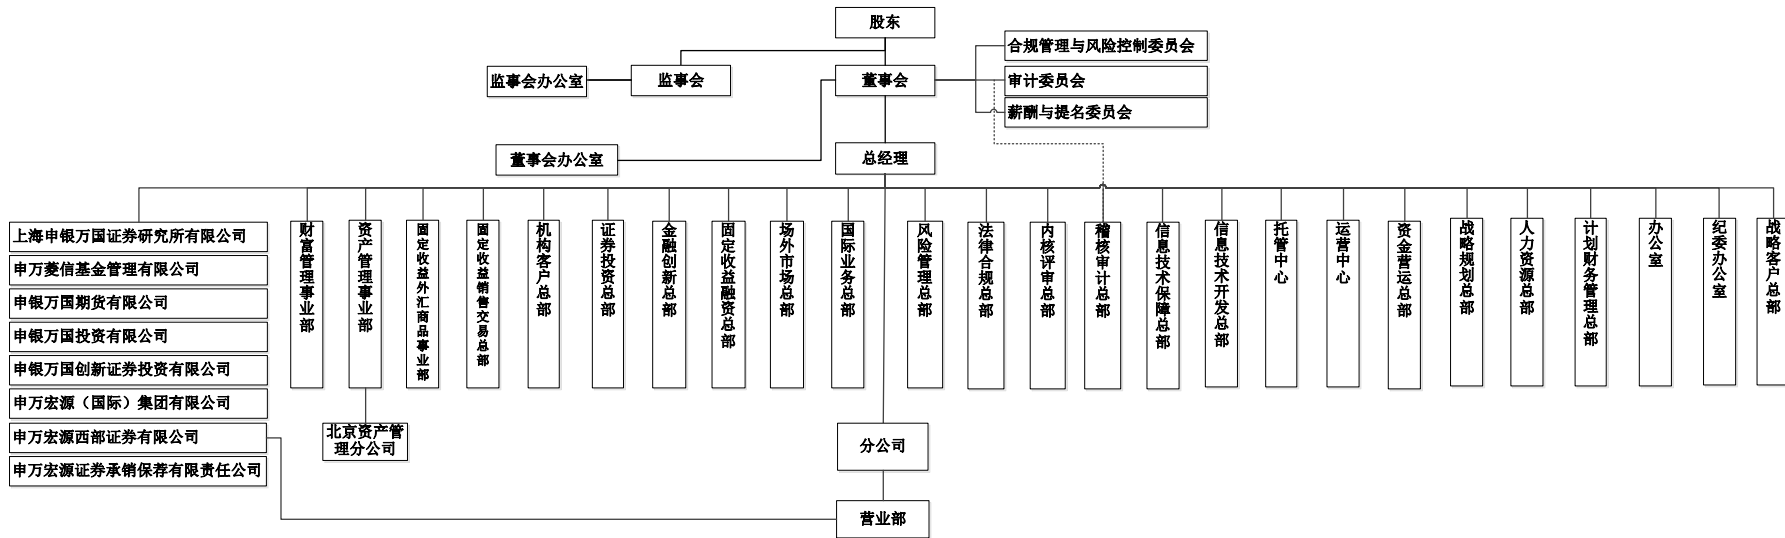 股东
合规管理与风险控制委员会
监事会办公室
监事会
董事会
审计委员会
薪酬与提名委员会
董事会办公室
总经理
上海申银万国证券研究所有限公司
申万菱信基金管理有限公司
申银万国期货有限公司
申银万国投资有限公司
申银万国创新证券投资有限公司
申万宏源（国际）集团有限公司
申万宏源西部证券有限公司
申万宏源证券承销保荐有限责任公司
财富管理事业部
资产管理事业部
固定收益外汇商品事业部
固定收益销售交易总部
机构客户总部
证券投资总部
金融创新总部
固定收益融资总部
场外市场总部
国际业务总部
风险管理总部
法律合规总部
内核评审总部
稽核审计总部
信息技术保障总部
信息技术开发总部
托管中心
运营中心
资金营运总部
战略规划总部
人力资源总部
计划财务管理总部
办公室
纪委办公室
战略客户总部
北京资产管
理分公司
分公司
营业部